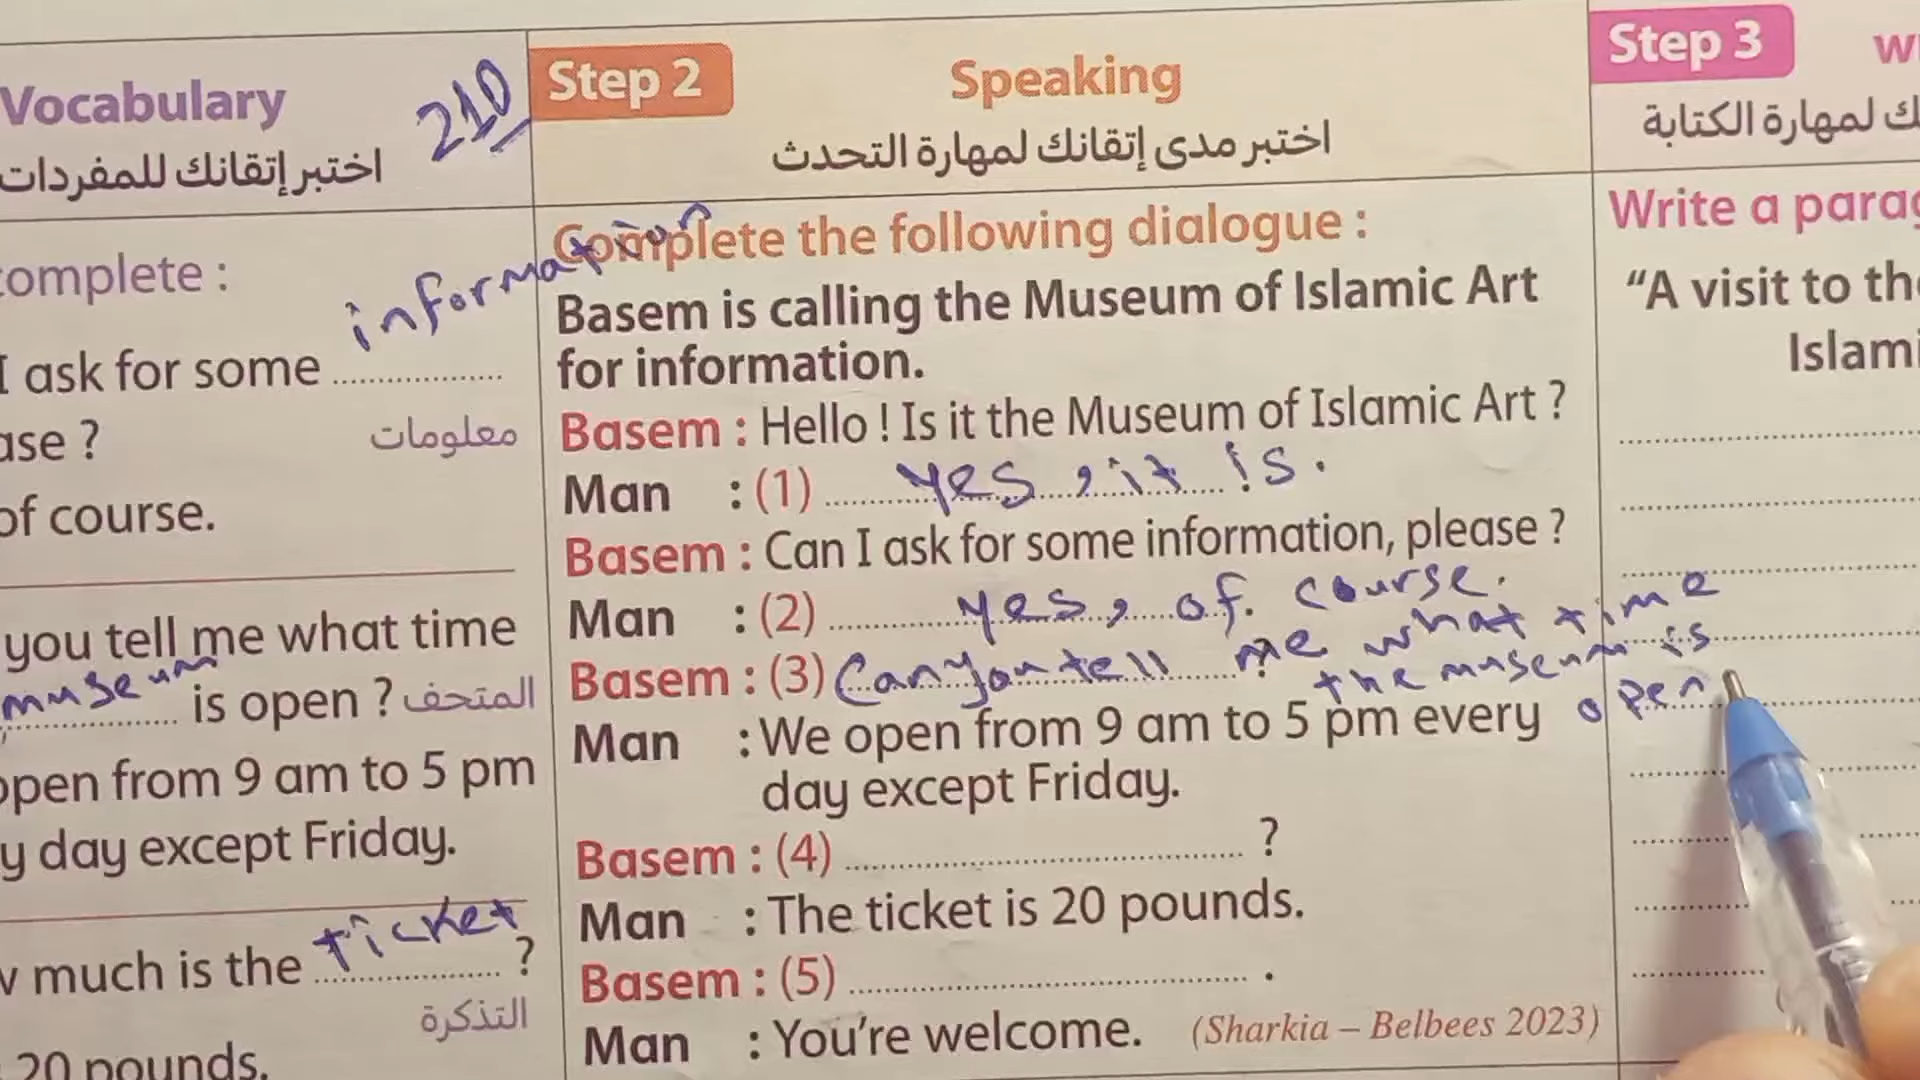 Vocabulary
اختبر إتقانك للمفردات
210
omplete :
I ask for some information
معلومات
ase ?
of course.
you tell me what time
museum is open ? المتحف
open from 9 am to 5 pm
y day except Friday.
w much is the ticket ?
التذكرة
20 pounds.
Step 2 Speaking
اختبر مدى إتقانك لمهارة التحدث
Complete the following dialogue :
Basem is calling the Museum of Islamic Art
for information.
Basem : Hello ! Is it the Museum of Islamic Art ?
Man : (1) Yes, it is.
Basem : Can I ask for some information, please ?
Man : (2) yes, of course.
Basem : (3) Can you tell me what time
the museum is
open
Man : We open from 9 am to 5 pm every
day except Friday.
Basem : (4) ?
Man : The ticket is 20 pounds.
Basem : (5) .
Man : You're welcome. (Sharkia – Belbees 2023)
Step 3 w
ك لمهارة الكتابة
Write a parag
“A visit to the
Islami